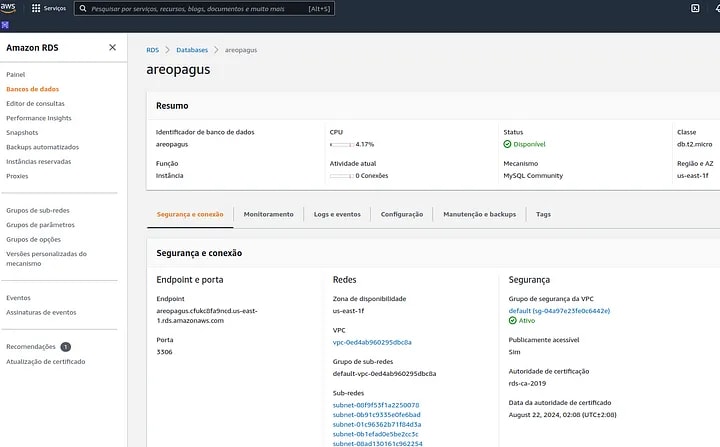 aws
Serviços
Pesquisar por serviços, recursos, blogs, documentos e muito mais
[Alt+S]
Amazon RDS
Painel
Bancos de dados
Editor de consultas
Performance Insights
Snapshots
Backups automatizados
Instâncias reservadas
Proxies
Grupos de sub-redes
Grupos de parâmetros
Grupos de opções
Versões personalizadas do
mecanismo
Eventos
Assinaturas de eventos
Recomendações 1
Atualização de certificado
RDS > Databases > areopagus
areopagus
Resumo
Identificador de banco de dados
areopagus
CPU
4.17%
Status
Disponível
Classe
db.t2.micro
Função
Instância
Atividade atual
0 Conexões
Mecanismo
MySQL Community
Região e AZ
us-east-1f
Segurança e conexão
Monitoramento
Logs e eventos
Configuração
Manutenção e backups
Tags
Segurança e conexão
Endpoint e porta
Endpoint
areopagus.cfukc8fa9ncd.us-east-
1.rds.amazonaws.com
Porta
3306
Redes
Zona de disponibilidade
us-east-1f
VPC
vpc-0ed4ab960295dbc8a
Grupo de sub-redes
default-vpc-0ed4ab960295dbc8a
Sub-redes
subnet-08f9f53f1a2250078
subnet-0b91c9335e0fe6bad
subnet-01c96362b71f84d3a
subnet-0b1efad0e5be2cc3c
subnet-08ad130161c962254
Segurança
Grupo de segurança da VPC
default (sg-04a97e23fe0c6442e)
Ativo
Publicamente acessível
Sim
Autoridade de certificação
rds-ca-2019
Data da autoridade de certificado
August 22, 2024, 02:08 (UTC±2:08)